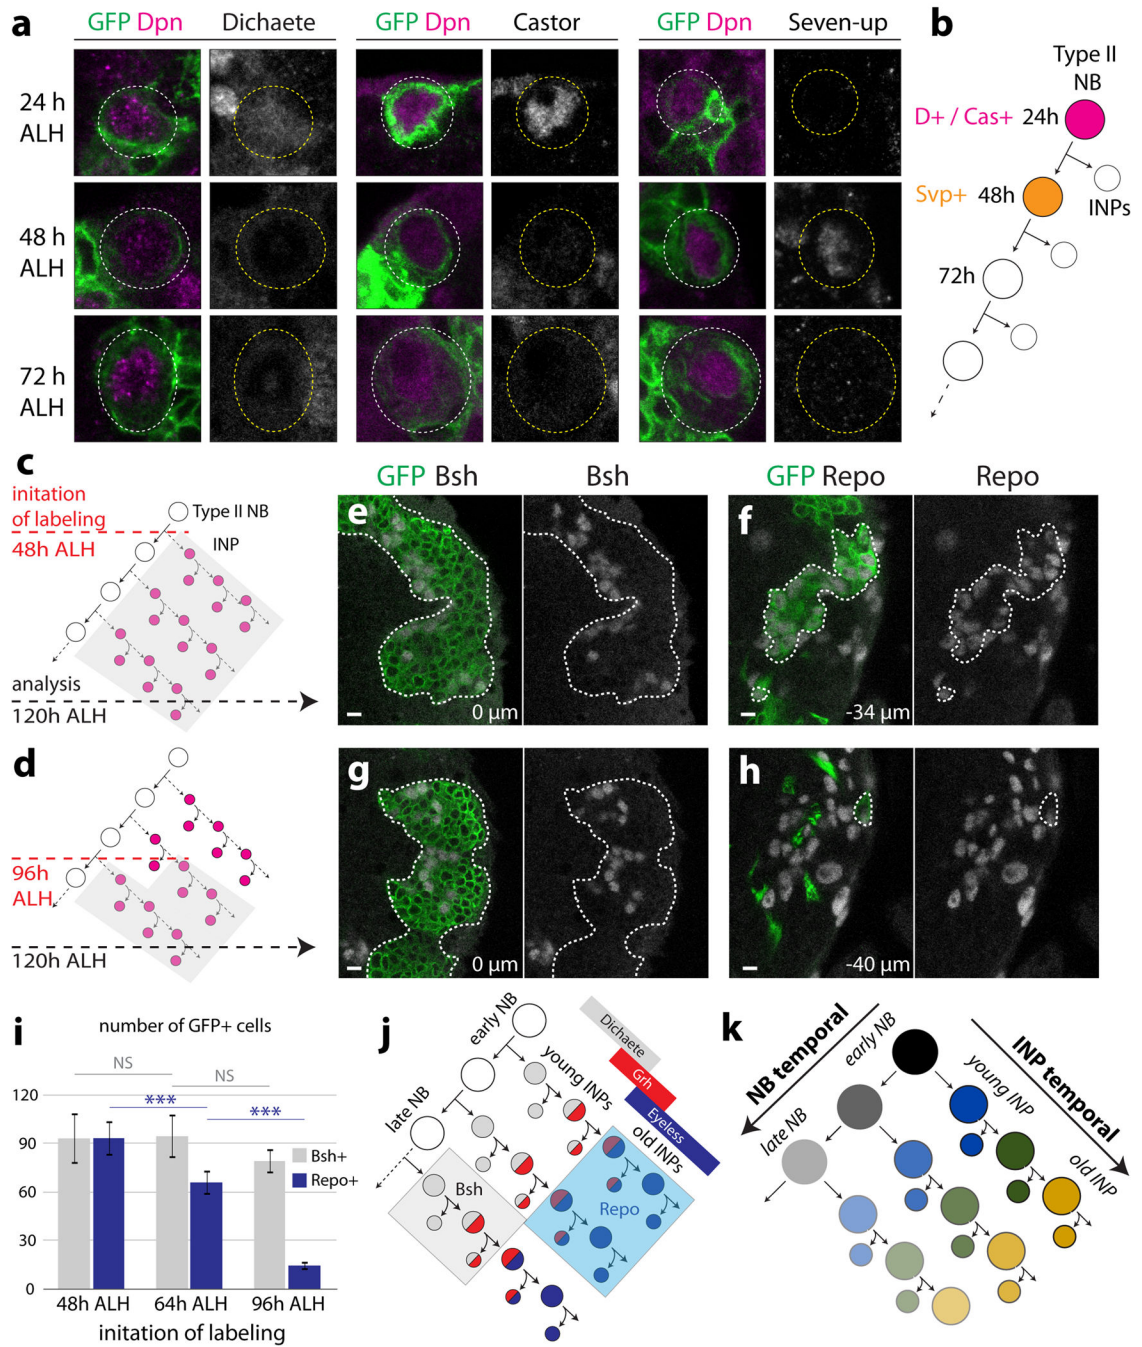 a
GFP Dpn Dichaete
GFP Dpn Castor
GFP Dpn Seven-up
24 h
ALH
48 h
ALH
72 h
ALH
b
Type II
NB
D+ / Cas+ 24h
Svp+ 48h
INPs
72h
c
initation
of labeling
48h ALH
Type II NB
INP
analysis
120h ALH
d
96h
ALH
120h ALH
GFP Bsh Bsh
e
0 µm
GFP Repo Repo
f
-34 µm
g
0 µm
h
-40 µm
i
number of GFP+ cells
NS
NS
*** ***
120
90
60
30
0
Bsh+
Repo+
48h ALH 64h ALH 96h ALH
initation of labeling
j
early NB
late NB
young INPs
old INPs
Dichaete
Grh
Eyeless
Bsh
Repo
k
NB temporal
early NB
late NB
INP temporal
young INP
old INP